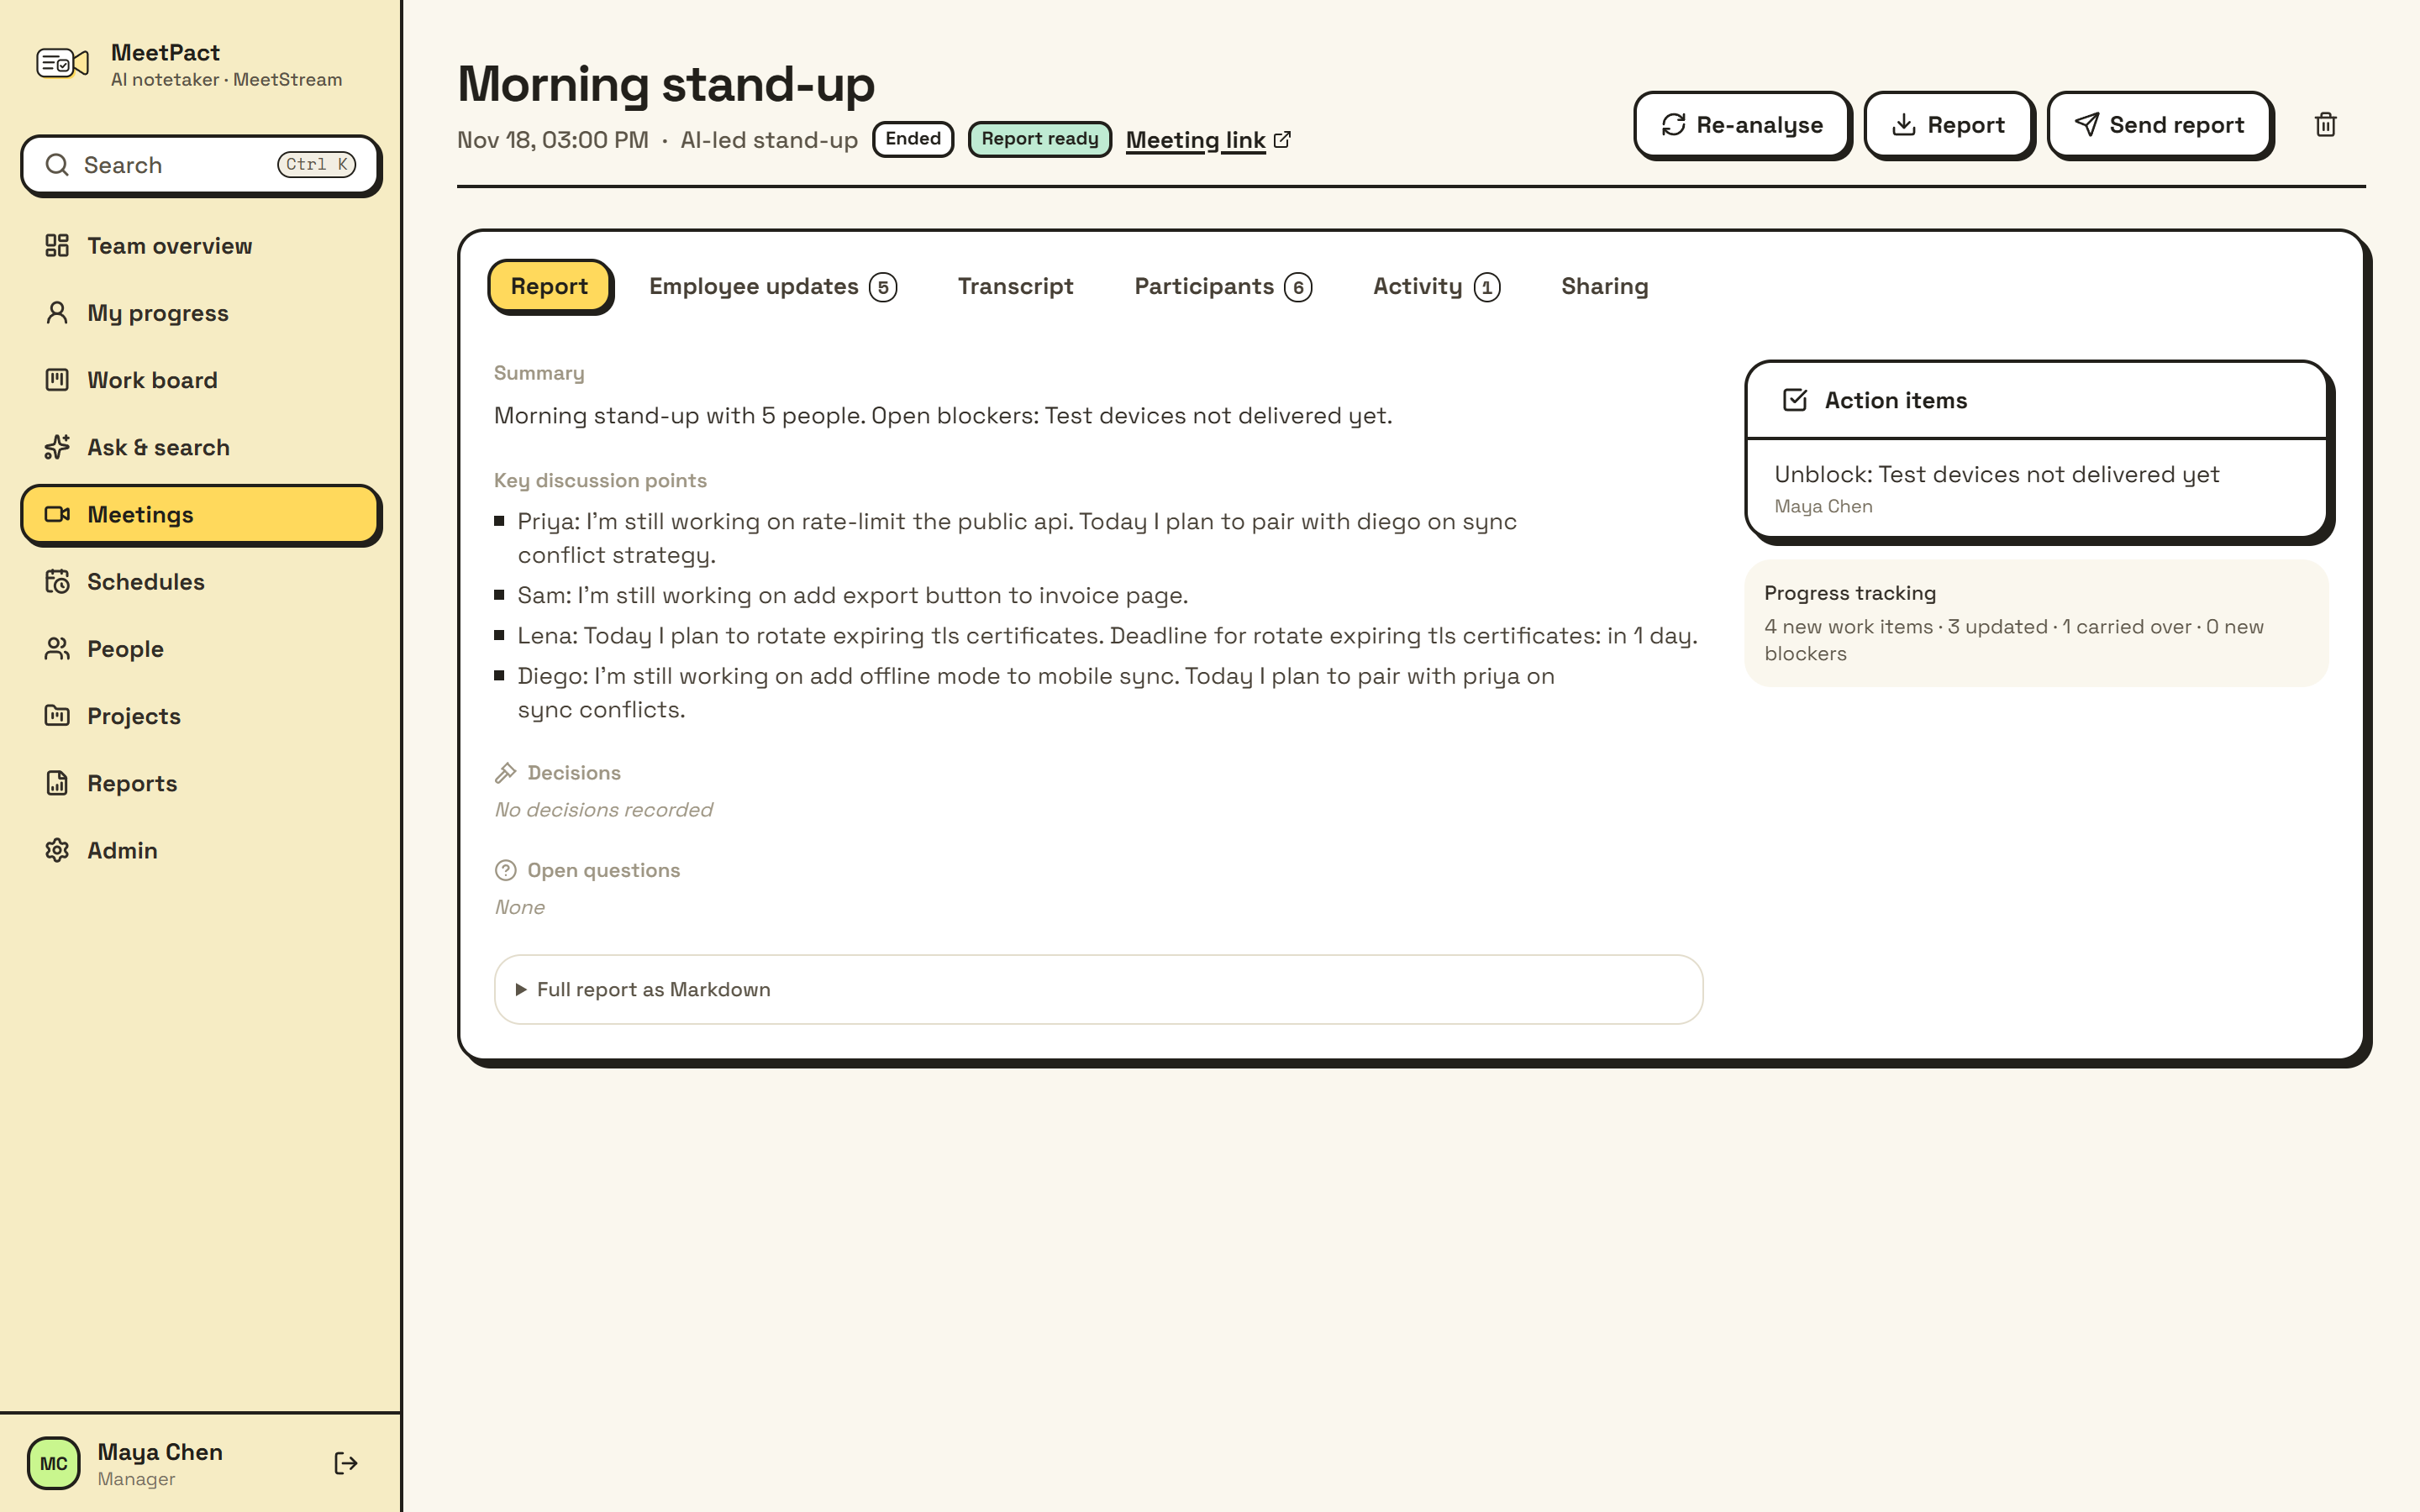 MeetPact
AI notetaker · MeetStream
Search
Ctrl K
Team overview
My progress
Work board
Ask & search
Meetings
Schedules
People
Projects
Reports
Admin
MC
Maya Chen
Manager
Morning stand-up
Nov 18, 03:00 PM · AI-led stand-up Ended Report ready Meeting link
Re-analyse
Report
Send report
Report
Employee updates 5
Transcript
Participants 6
Activity 1
Sharing
Summary
Morning stand-up with 5 people. Open blockers: Test devices not delivered yet.
Key discussion points
Priya: I'm still working on rate-limit the public api. Today I plan to pair with diego on sync
conflict strategy.
Sam: I'm still working on add export button to invoice page.
Lena: Today I plan to rotate expiring tls certificates. Deadline for rotate expiring tls certificates: in 1 day.
Diego: I'm still working on add offline mode to mobile sync. Today I plan to pair with priya on
sync conflicts.
Decisions
No decisions recorded
Open questions
None
Full report as Markdown
Action items
Unblock: Test devices not delivered yet
Maya Chen
Progress tracking
4 new work items · 3 updated · 1 carried over · 0 new
blockers